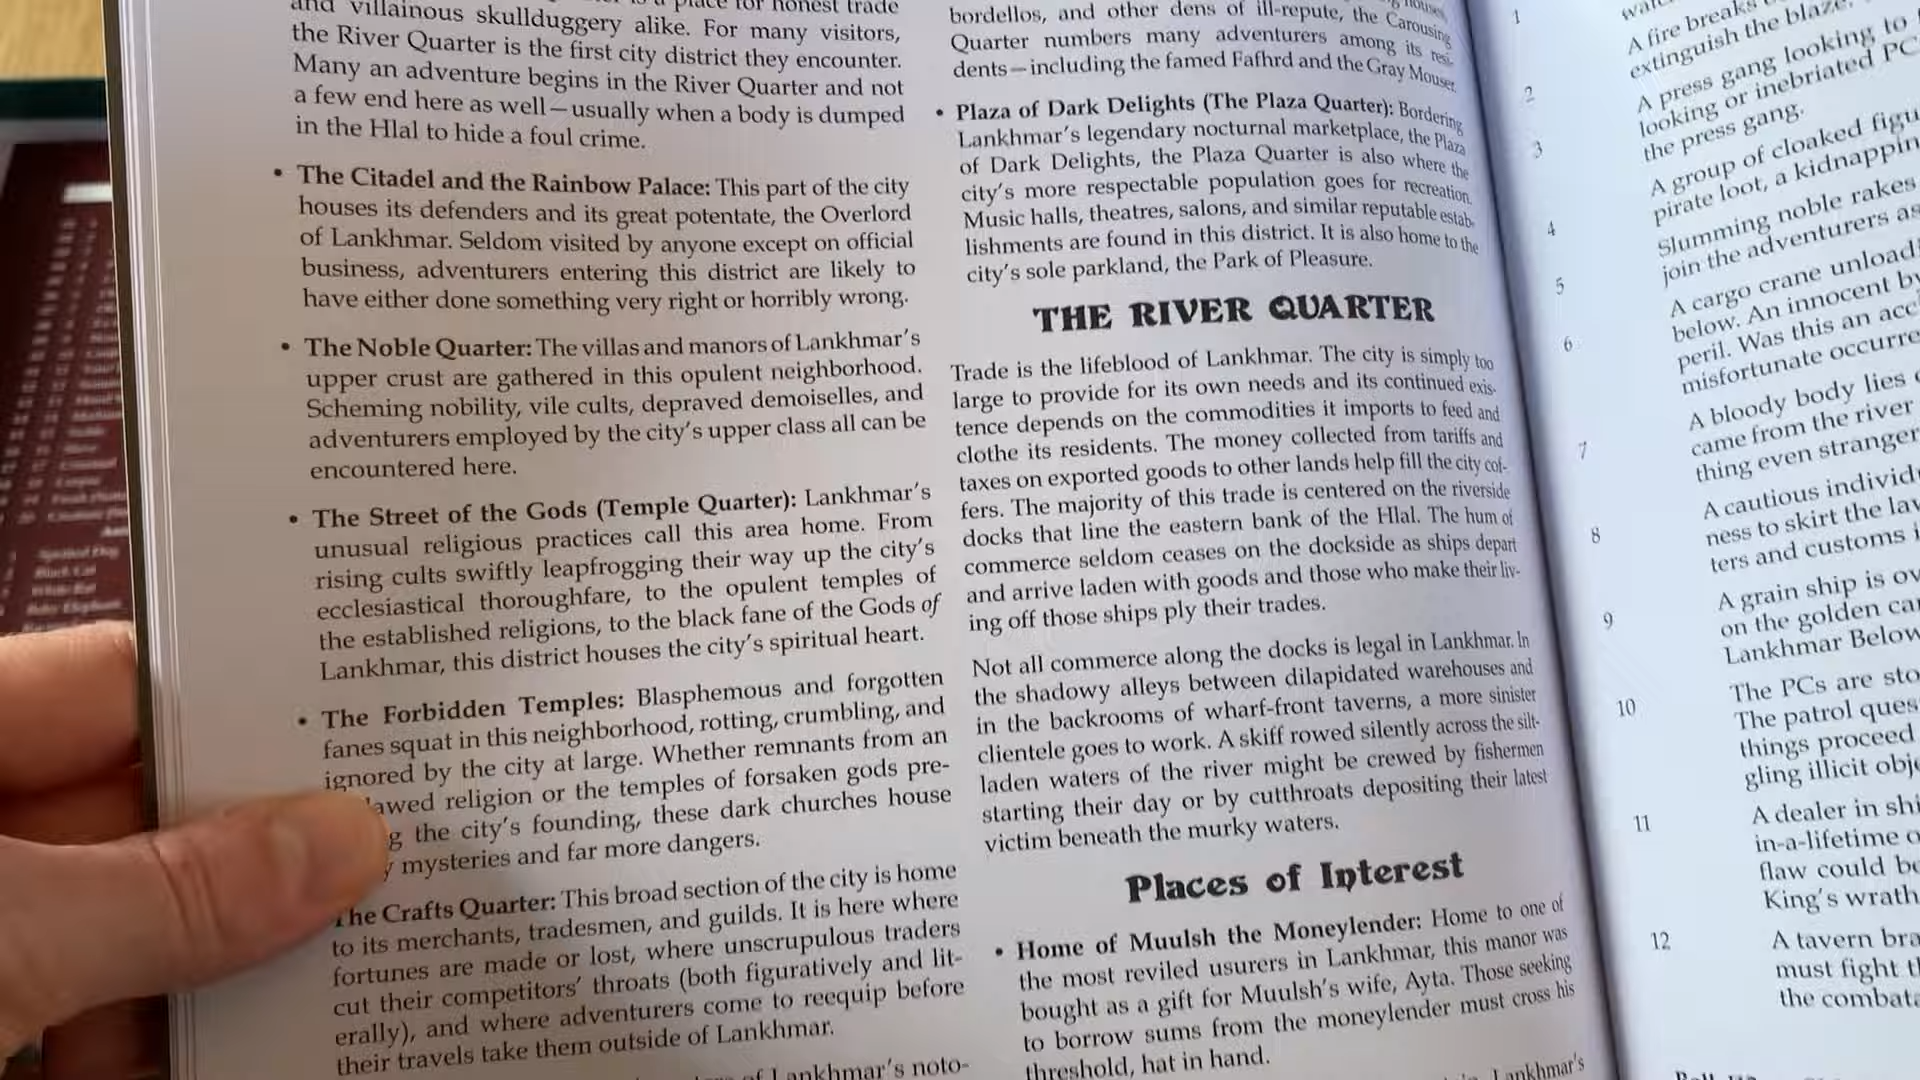 and villainous skullduggery alike. For many visitors,
the River Quarter is the first city district they encounter.
Many an adventure begins in the River Quarter and not
a few end here as well—usually when a body is dumped
in the Hlal to hide a foul crime.
• The Citadel and the Rainbow Palace: This part of the city
houses its defenders and its great potentate, the Overlord
of Lankhmar. Seldom visited by anyone except on official
business, adventurers entering this district are likely to
have either done something very right or horribly wrong.
• The Noble Quarter: The villas and manors of Lankhmar's
upper crust are gathered in this opulent neighborhood.
Scheming nobility, vile cults, depraved demoiselles, and
adventurers employed by the city's upper class all can be
encountered here.
• The Street of the Gods (Temple Quarter): Lankhmar's
unusual religious practices call this area home. From
rising cults swiftly leapfrogging their way up the city's
ecclesiastical thoroughfare, to the opulent temples of
the established religions, to the black fane of the Gods of
Lankhmar, this district houses the city's spiritual heart.
• The Forbidden Temples: Blasphemous and forgotten
fanes squat in this neighborhood, rotting, crumbling, and
ignored by the city at large. Whether remnants from an
religion or the temples of forsaken gods pre-
the city's founding, these dark churches house
mysteries and far more dangers.
The Crafts Quarter: This broad section of the city is home
to its merchants, tradesmen, and guilds. It is here where
fortunes are made or lost, where unscrupulous traders
cut their competitors' throats (both figuratively and lit-
erally), and where adventurers come to reequip before
their travels take them outside of Lankhmar.
of Lankhmar's noto-
bordellos, and other dens of ill-repute, the Carousing
Quarter numbers many adventurers among its resi-
dents—including the famed Fafhrd and the Gray Mouser.
• Plaza of Dark Delights (The Plaza Quarter): Bordering
Lankhmar's legendary nocturnal marketplace, the Plaza
of Dark Delights, the Plaza Quarter is also where the
city's more respectable population goes for recreation.
Music halls, theatres, salons, and similar reputable estab-
lishments are found in this district. It is also home to the
city's sole parkland, the Park of Pleasure.
THE RIVER QUARTER
Trade is the lifeblood of Lankhmar. The city is simply too
large to provide for its own needs and its continued exis-
tence depends on the commodities it imports to feed and
clothe its residents. The money collected from tariffs and
taxes on exported goods to other lands help fill the city cof-
fers. The majority of this trade is centered on the riverside
docks that line the eastern bank of the Hlal. The hum of
commerce seldom ceases on the dockside as ships depart
and arrive laden with goods and those who make their liv-
ing off those ships ply their trades.
Not all commerce along the docks is legal in Lankhmar. In
the shadowy alleys between dilapidated warehouses and
in the backrooms of wharf-front taverns, a more sinister
clientele goes to work. A skiff rowed silently across the silt-
laden waters of the river might be crewed by fishermen
starting their day or by cutthroats depositing their latest
victim beneath the murky waters.
Places of Interest
• Home of Muulsh the Moneylender: Home to one of
the most reviled usurers in Lankhmar, this manor was
bought as a gift for Muulsh's wife, Ayta. Those seeking
to borrow sums from the moneylender must cross his
threshold, hat in hand.
Lankhmar's
1
A fire breaks
extinguish the blaze.
2 A press gang looking to
looking or inebriated PC
the press gang.
3 A group of cloaked
pirate loot, a
4 Slumming noble rakes
join the adventurers
5 A cargo crane
below. An innocent
peril. Was this an
misfortunate
6
A bloody body lies
came from the river
thing even stranger
7
A cautious
ness to skirt the
ters and customs
8
A grain ship is
on the golden
Lankhmar Below
9
The PCs are
The patrol
things proceed
gling illicit
10
A dealer in
in-a-lifetime
flaw could
King's wrath
11
A tavern
must fight
the
12